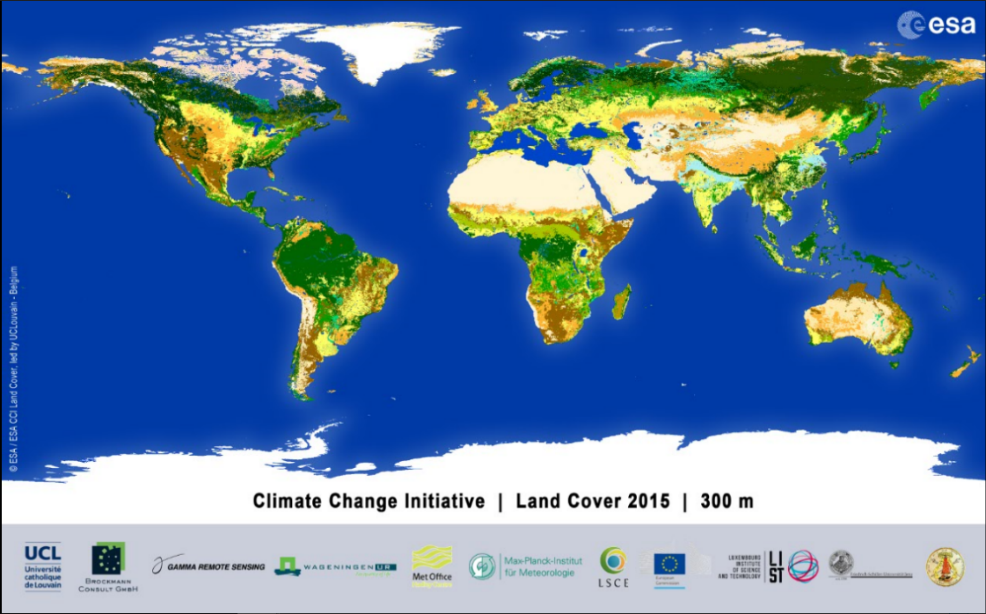 esa
© ESA / ESA CCI Land Cover, led by UCLouvain - Belgium
Climate Change Initiative | Land Cover 2015 | 300 m
UCL
Université
catholique
de Louvain
BROCKMANN
CONSULT GMBH
GAMMA REMOTE SENSING
WAGENINGEN UR
Met Office
Max-Planck-Institut
für Meteorologie
LSCE
European
Commission
LUXEMBOURG
INSTITUTE
OF SCIENCE
AND TECHNOLOGY
LI
ST